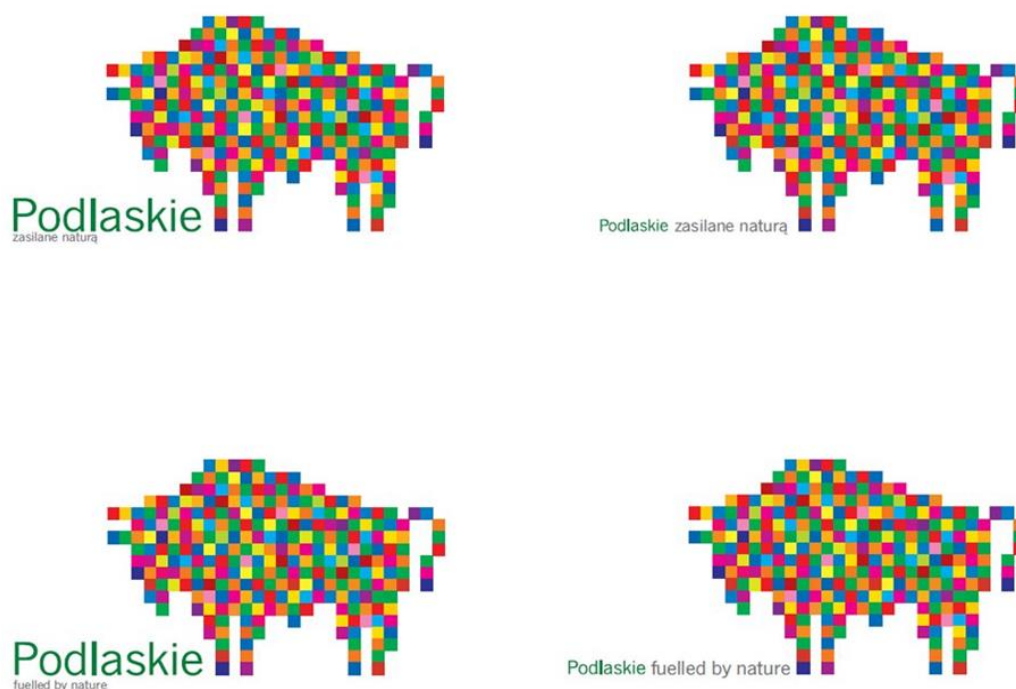 Podlaskie
zasilane naturą
Podlaskie zasilane naturą
Podlaskie
fuelled by nature
Podlaskie fuelled by nature